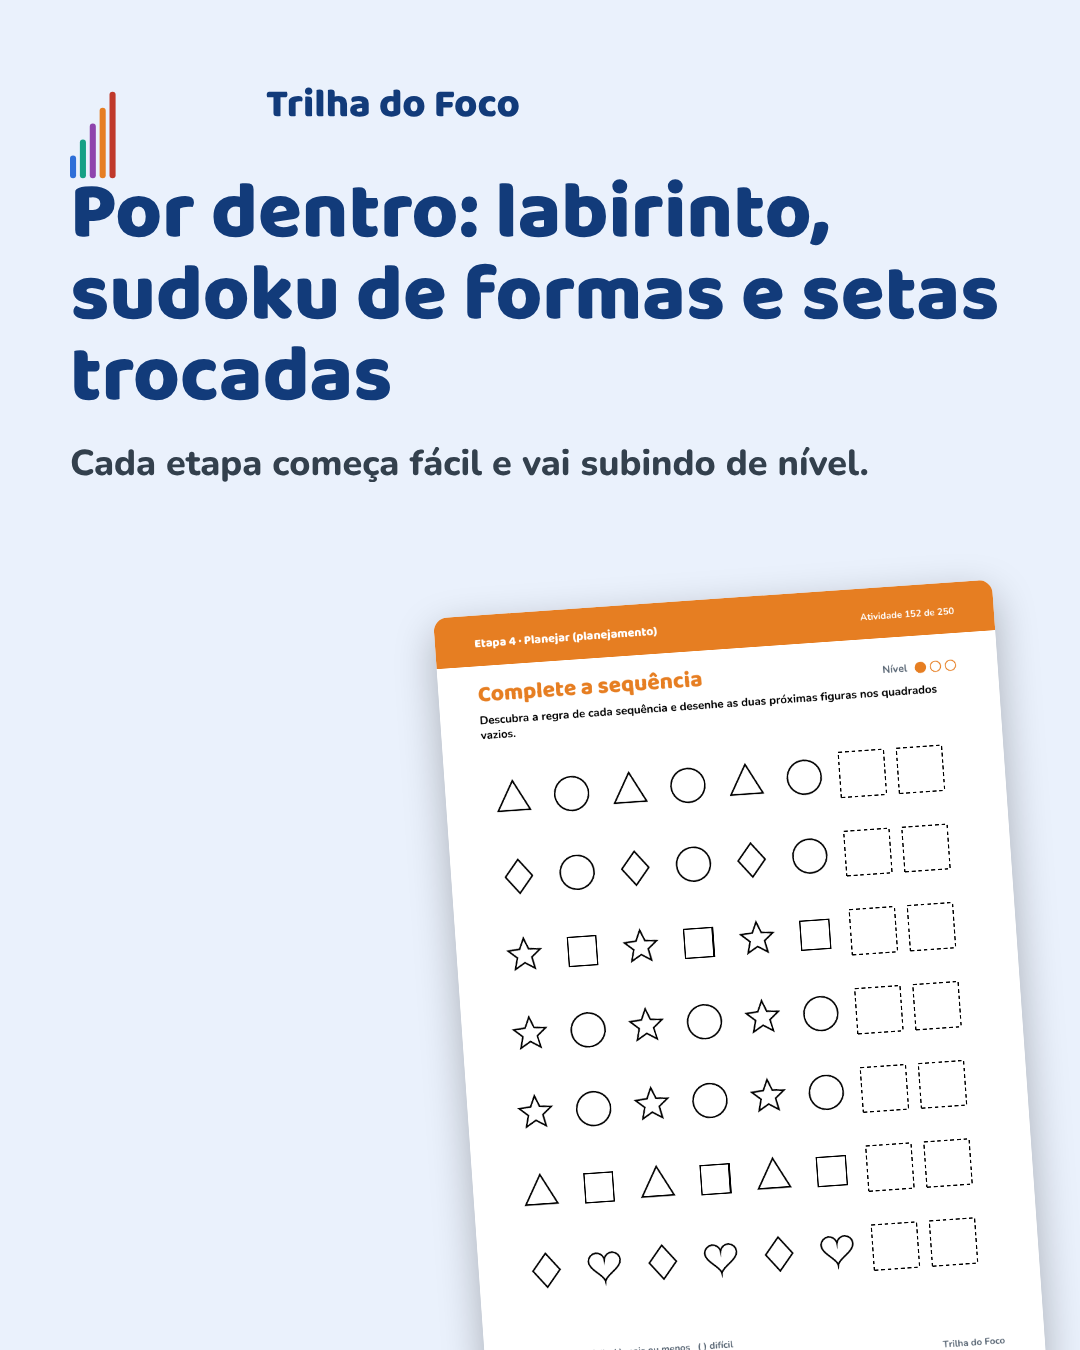 Trilha do Foco
Por dentro: labirinto,
sudoku de formas e setas
trocadas
Cada etapa começa fácil e vai subindo de nível.
Etapa 4 · Planejar (planejamento)
Atividade 152 de 250
Complete a sequência
Nível
Descubra a regra de cada sequência e desenhe as duas próximas figuras nos quadrados
vazios.
ou menos ( ) difícil
Trilha do Foco